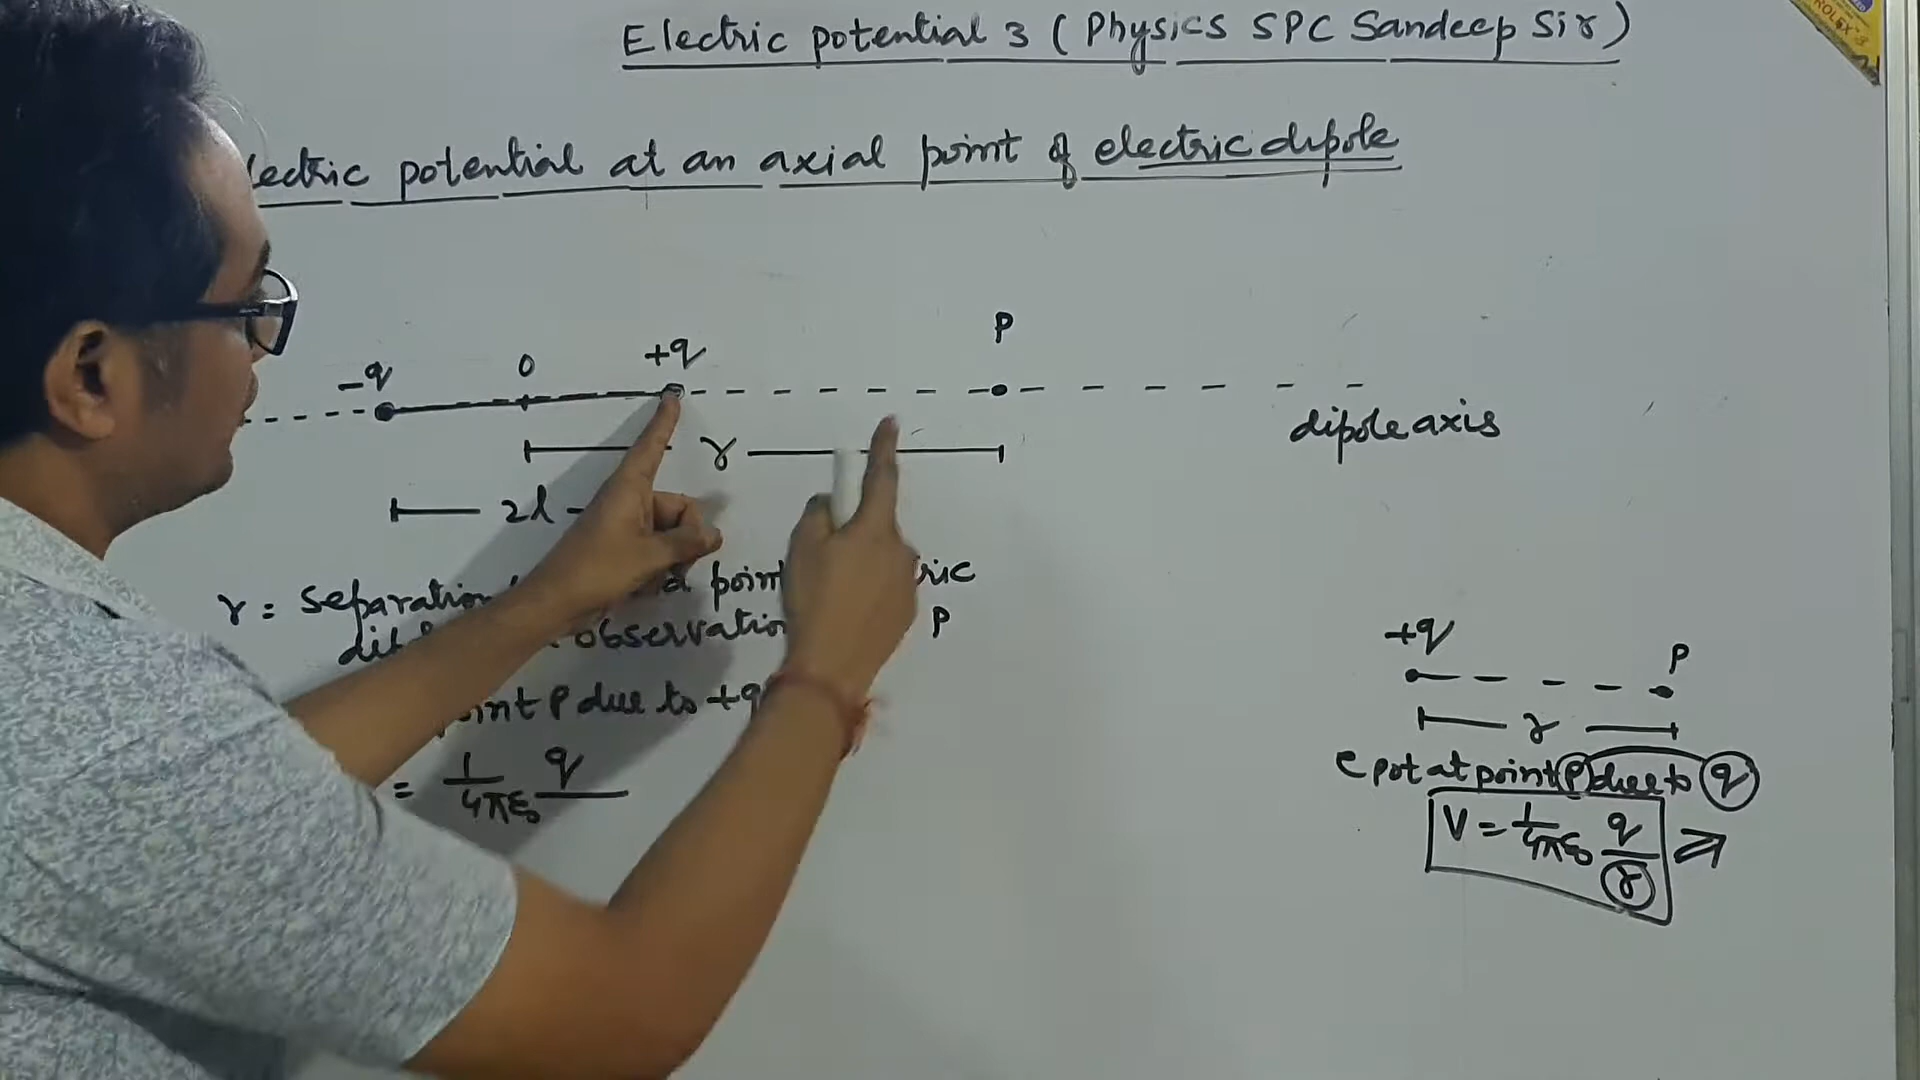 Electric potential 3 (Physics SPC Sandeep Sir)
lectric potential at an axial point of electric dipole
-q
0
+q
P
r
dipole axis
2l
r = separation point ric
observation P
int P due to +q
= 1/4πε₀ q
+q
P
r
e pot at point P due to q
V = 1/4πε₀ q/r ⇒